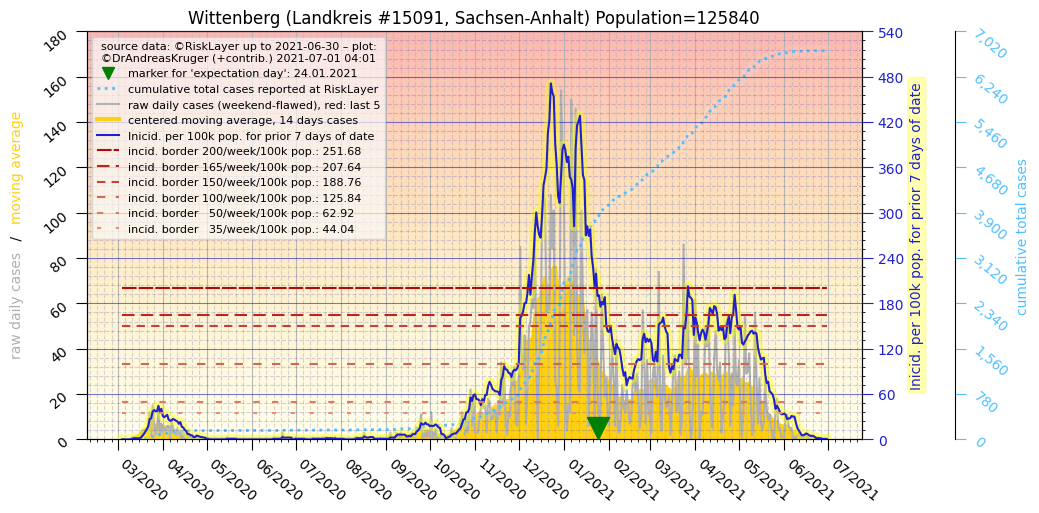 Wittenberg (Landkreis #15091, Sachsen-Anhalt) Population=125840
source data: ©RiskLayer up to 2021-06-30 – plot:
©DrAndreasKruger (+contrib.) 2021-07-01 04:01
marker for 'expectation day': 24.01.2021
cumulative total cases reported at RiskLayer
raw daily cases (weekend-flawed), red: last 5
centered moving average, 14 days cases
Inicid. per 100k pop. for prior 7 days of date
incid. border 200/week/100k pop.: 251.68
incid. border 165/week/100k pop.: 207.64
incid. border 150/week/100k pop.: 188.76
incid. border 100/week/100k pop.: 125.84
incid. border   50/week/100k pop.: 62.92
incid. border   35/week/100k pop.: 44.04
raw daily cases  /  moving average
180
160
140
120
100
80
60
40
20
0
540
480
420
360
300
240
180
120
60
0
Inicid. per 100k pop. for prior 7 days of date
7,020
6,240
5,460
4,680
3,900
3,120
2,340
1,560
780
0
cumulative total cases
03/2020
04/2020
05/2020
06/2020
07/2020
08/2020
09/2020
10/2020
11/2020
12/2020
01/2021
02/2021
03/2021
04/2021
05/2021
06/2021
07/2021